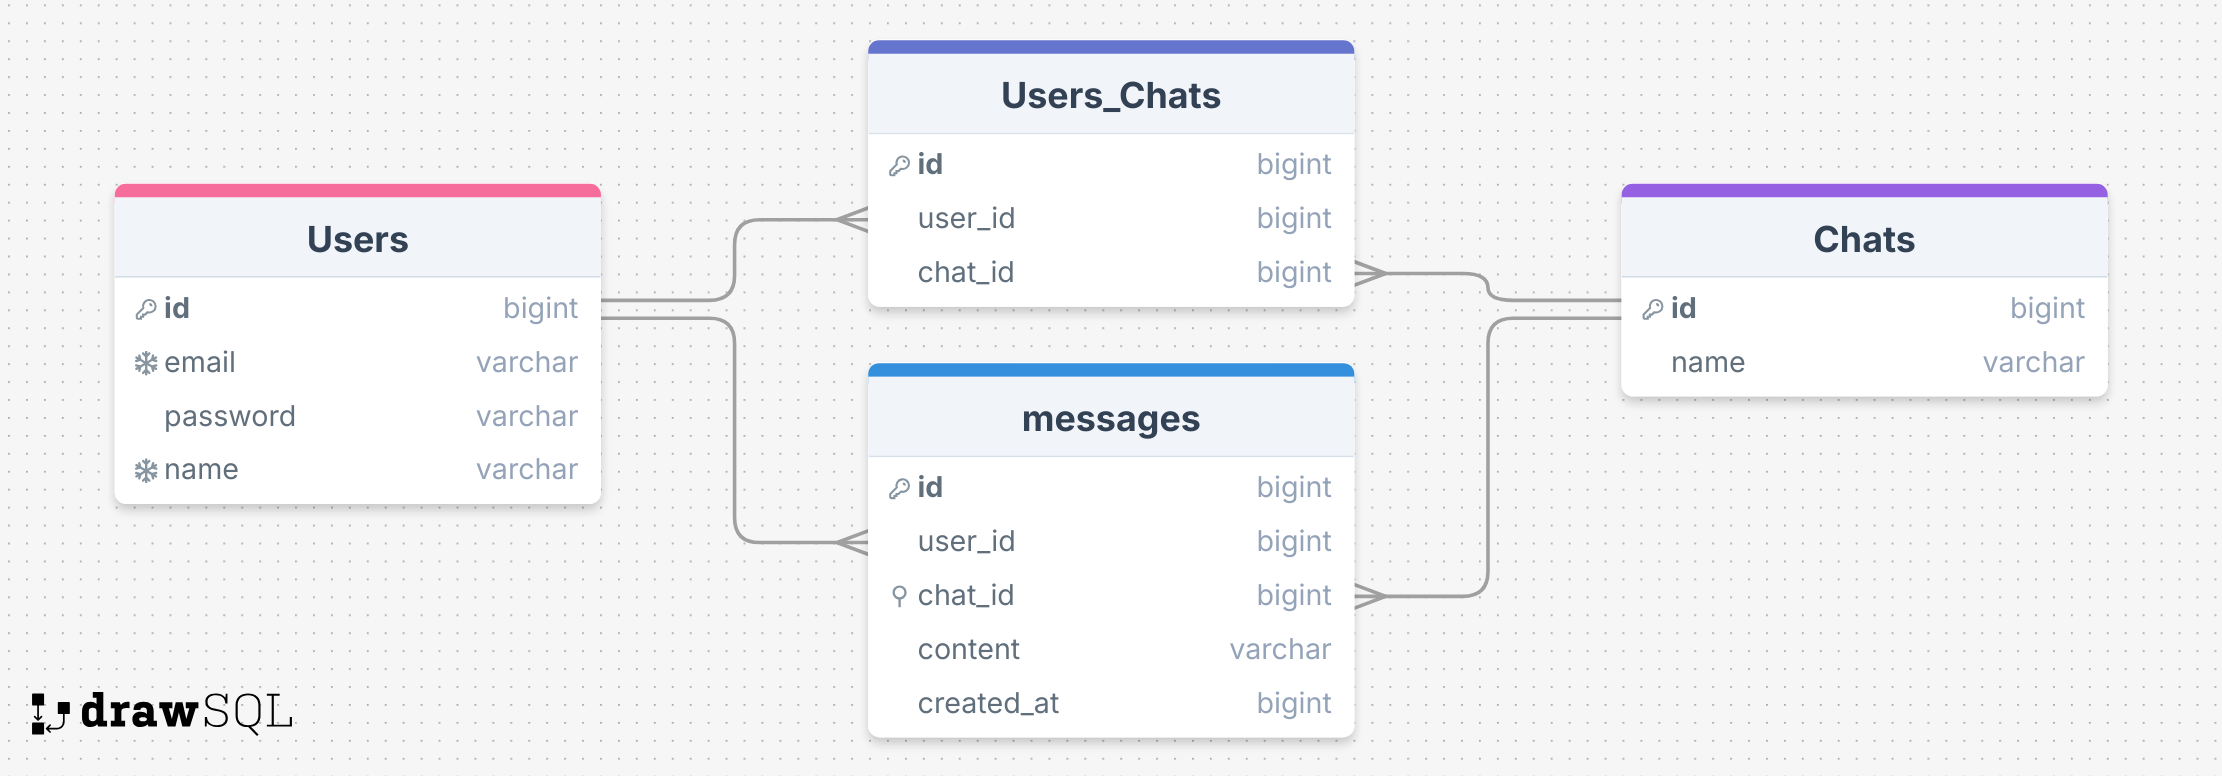 Users
id bigint
email varchar
password varchar
name varchar
Users_Chats
id bigint
user_id bigint
chat_id bigint
messages
id bigint
user_id bigint
chat_id bigint
content varchar
created_at bigint
Chats
id bigint
name varchar
drawSQL